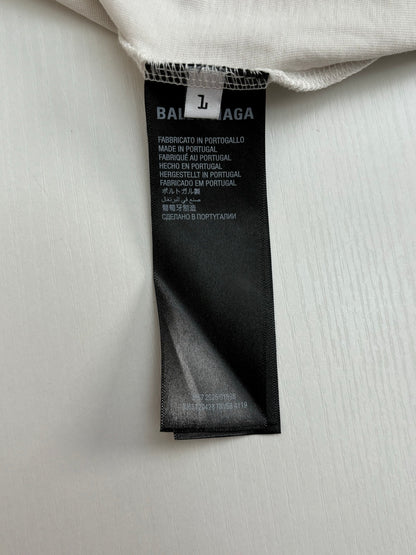 1
BALENCIAGA
FABBRICATO IN PORTOGALLO
MADE IN PORTUGAL
FABRIQUÉ AU PORTUGAL
HECHO EN PORTUGAL
HERGESTELLT IN PORTUGAL
FABRICADO EM PORTUGAL
ポルトガル製
صنع في البرتغال
葡萄牙制造
СДЕЛАНО В ПОРТУГАЛИИ